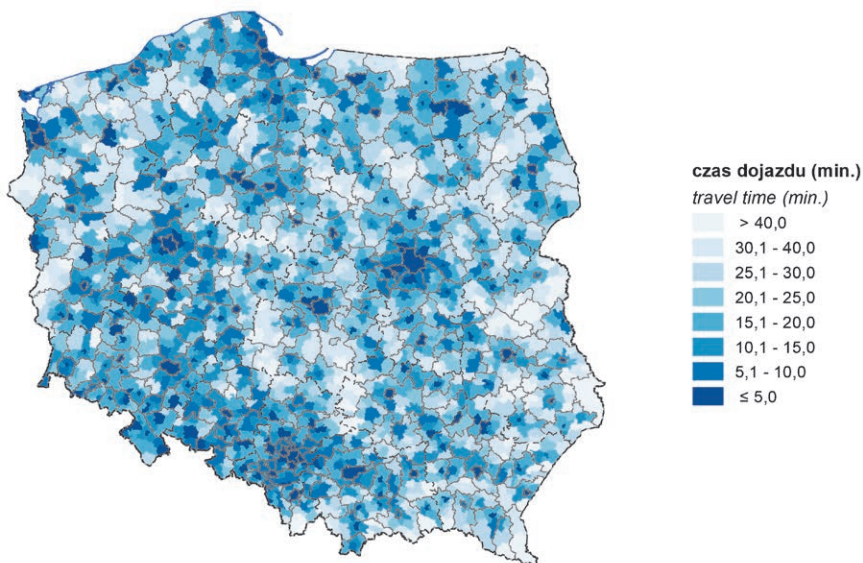 czas dojazdu (min.)
travel time (min.)
> 40,0
30,1 - 40,0
25,1 - 30,0
20,1 - 25,0
15,1 - 20,0
10,1 - 15,0
5,1 - 10,0
≤ 5,0